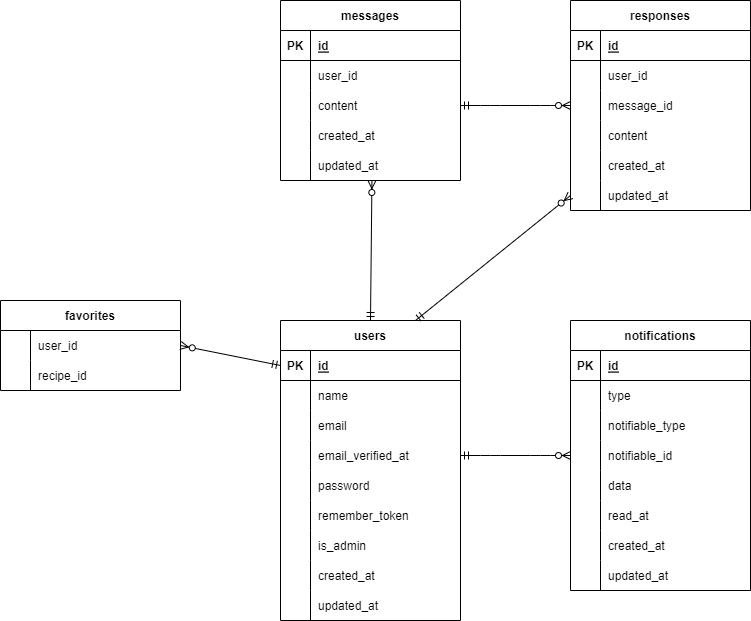 messages
PK id
user_id
content
created_at
updated_at
responses
PK id
user_id
message_id
content
created_at
updated_at
favorites
user_id
recipe_id
users
PK id
name
email
email_verified_at
password
remember_token
is_admin
created_at
updated_at
notifications
PK id
type
notifiable_type
notifiable_id
data
read_at
created_at
updated_at